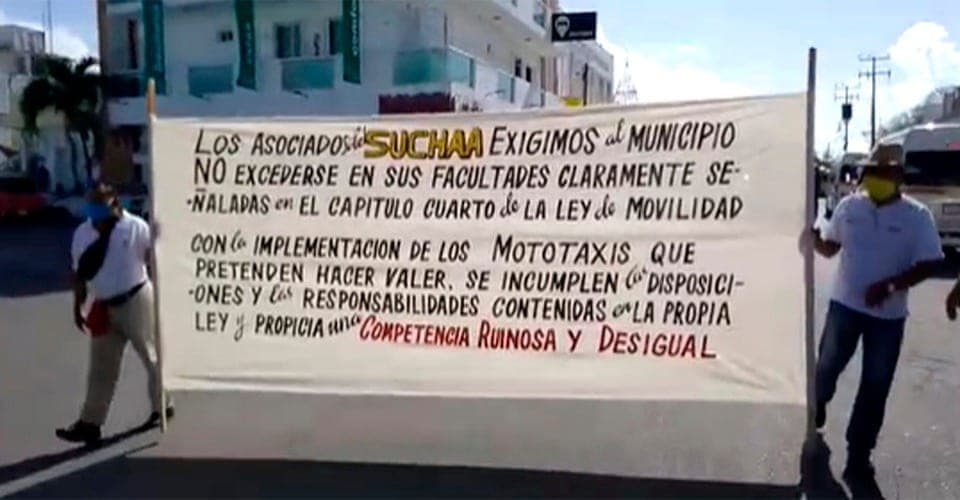 LOS ASOCIADOS del SUCHAA EXIGIMOS al MUNICIPIO
NO EXCEDERSE EN SUS FACULTADES CLARAMENTE SE-
-ÑALADAS en EL CAPITULO CUARTO de LA LEY de MOVILIDAD
CON la IMPLEMENTACION DE LOS MOTOTAXIS QUE
PRETENDEN HACER VALER, SE INCUMPLEN las DISPOSICI-
-ONES Y las RESPONSABILIDADES CONTENIDAS en LA PROPIA
LEY y PROPICIA una COMPETENCIA RUINOSA Y DESIGUAL